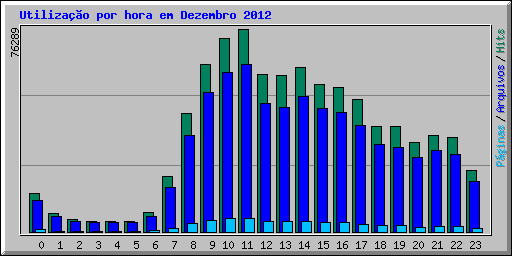 Utilização por hora em Dezembro 2012
76289
Páginas / Arquivos / Hits
0 1 2 3 4 5 6 7 8 9 10 11 12 13 14 15 16 17 18 19 20 21 22 23